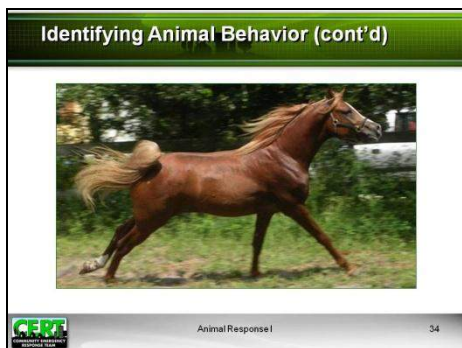 Identifying Animal Behavior (cont'd)
CERT
COMMUNITY EMERGENCY
RESPONSE TEAM
Animal Response I
34